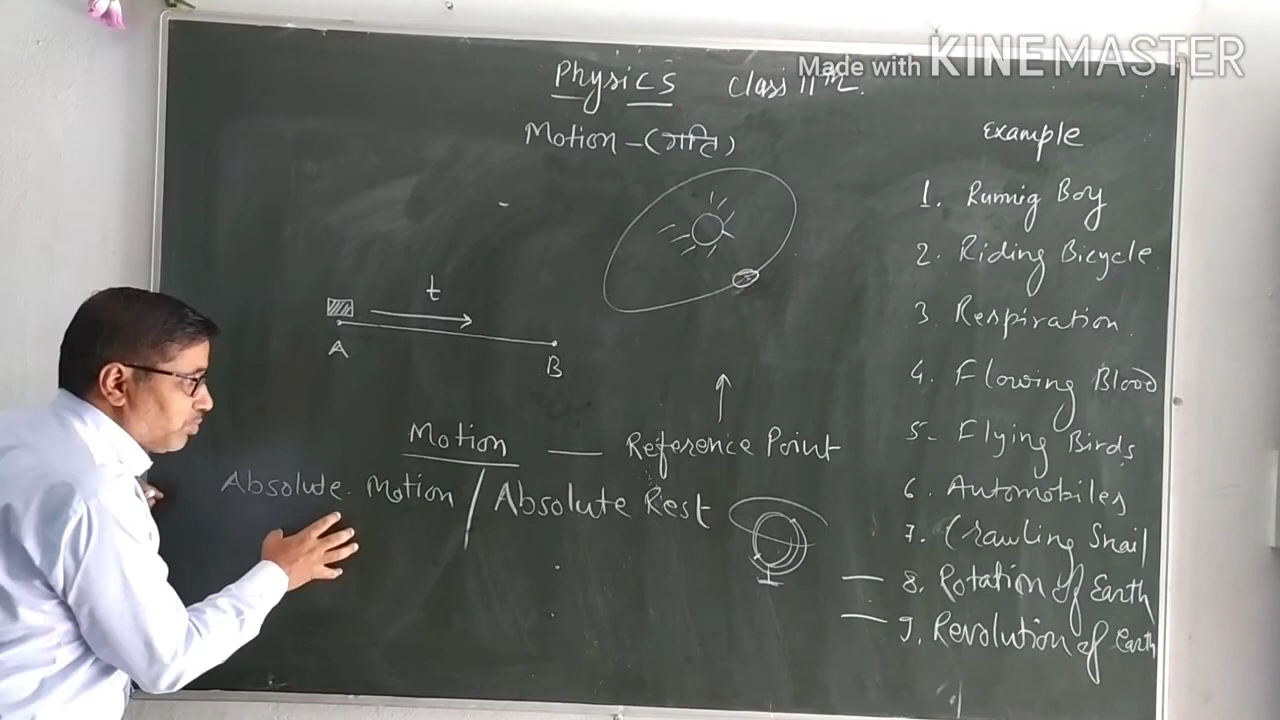 Made with KINEMASTER
Physics Class 11th.
Motion - (गति)
t
A
B
Motion — Reference Point
Absolute Motion / Absolute Rest
Example
1. Runnig Boy
2. Riding Bicycle
3. Respiration
4. Flowing Blood
5- Flying Birds
6. Automobiles
7. Crawling Snail
8. Rotation of Earth
9. Revolution of Earth